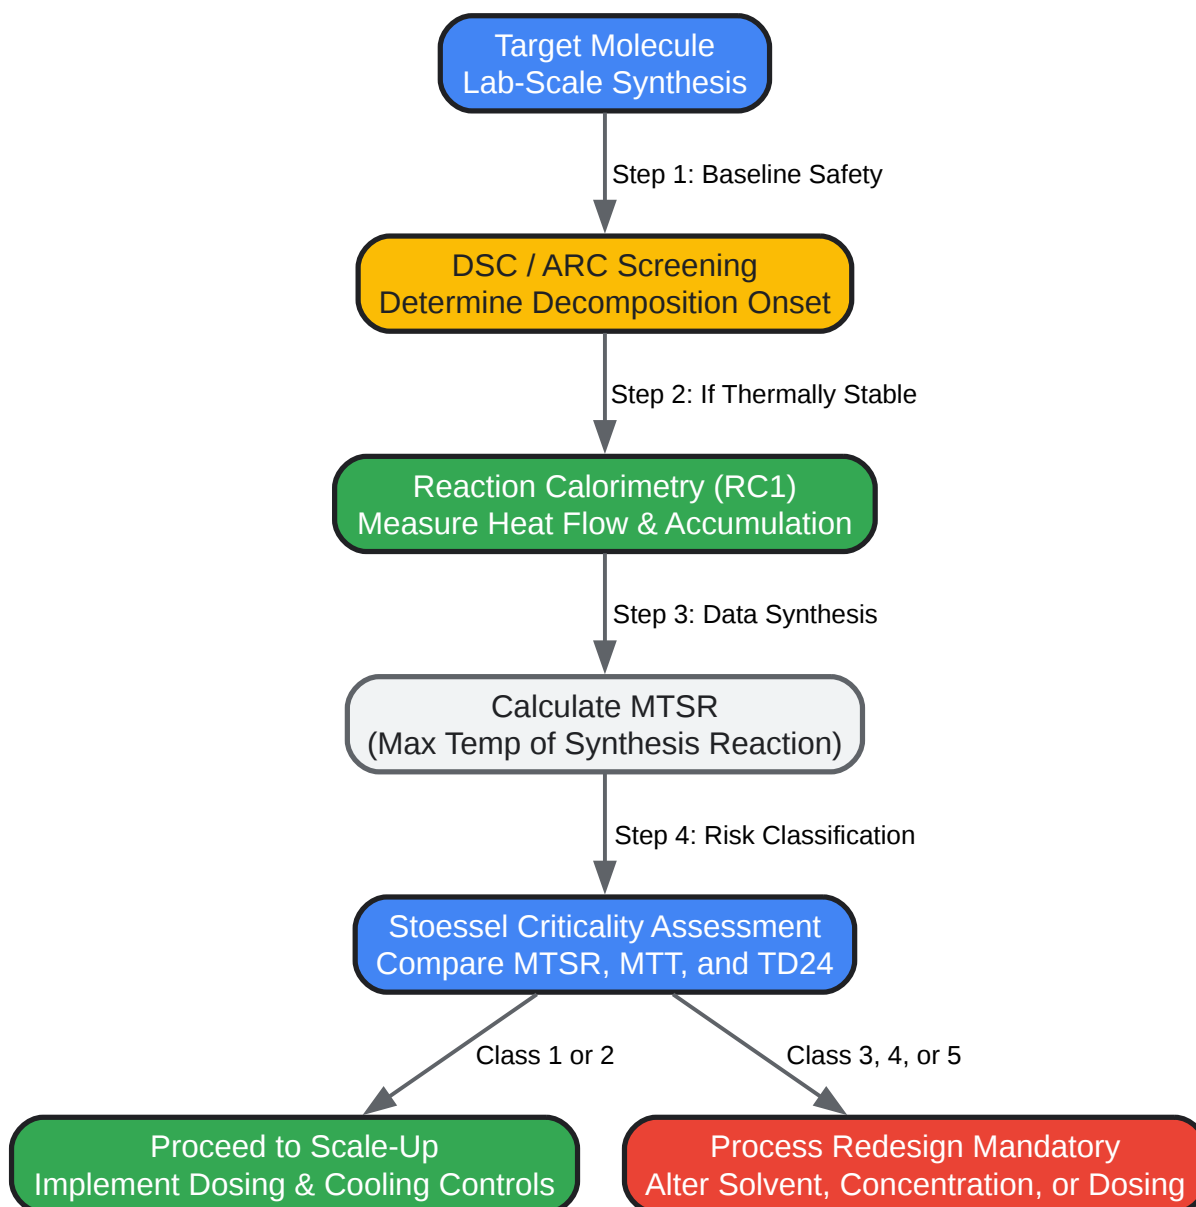 Target Molecule
Lab-Scale Synthesis
Step 1: Baseline Safety
DSC / ARC Screening
Determine Decomposition Onset
Step 2: If Thermally Stable
Reaction Calorimetry (RC1)
Measure Heat Flow & Accumulation
Step 3: Data Synthesis
Calculate MTSR
(Max Temp of Synthesis Reaction)
Step 4: Risk Classification
Stoessel Criticality Assessment
Compare MTSR, MTT, and TD24
Class 1 or 2
Class 3, 4, or 5
Proceed to Scale-Up
Implement Dosing & Cooling Controls
Process Redesign Mandatory
Alter Solvent, Concentration, or Dosing